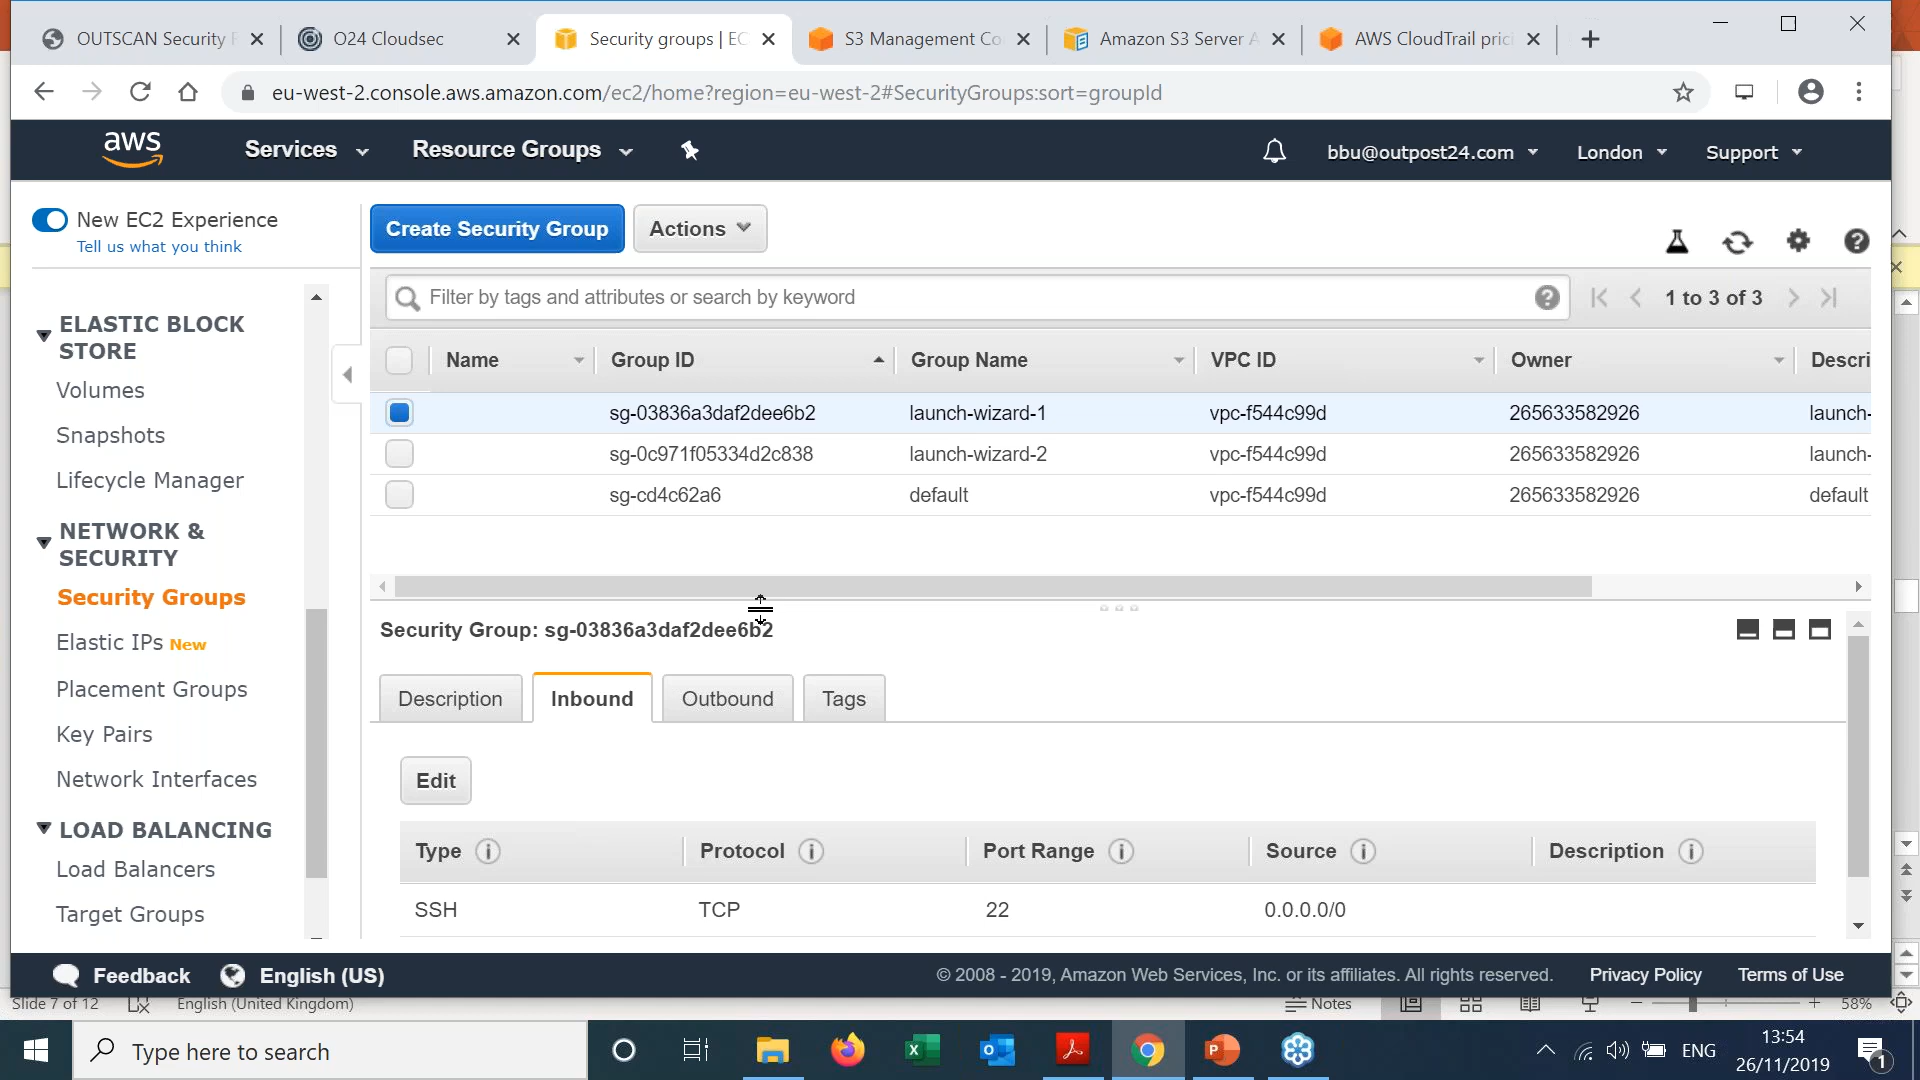 OUTSCAN Security
O24 Cloudsec
Security groups | EC
S3 Management Co
Amazon S3 Server A
AWS CloudTrail pric
eu-west-2.console.aws.amazon.com/ec2/home?region=eu-west-2#SecurityGroups:sort=groupId
aws
Services
Resource Groups
bbu@outpost24.com
London
Support
New EC2 Experience
Tell us what you think
ELASTIC BLOCK
STORE
Volumes
Snapshots
Lifecycle Manager
NETWORK &
SECURITY
Security Groups
Elastic IPs New
Placement Groups
Key Pairs
Network Interfaces
LOAD BALANCING
Load Balancers
Target Groups
Create Security Group
Actions
Filter by tags and attributes or search by keyword
1 to 3 of 3
Name Group ID Group Name VPC ID Owner Descri
sg-03836a3daf2dee6b2 launch-wizard-1 vpc-f544c99d 265633582926 launch-
sg-0c971f05334d2c838 launch-wizard-2 vpc-f544c99d 265633582926 launch-
sg-cd4c62a6 default vpc-f544c99d 265633582926 default
Security Group: sg-03836a3daf2dee6b2
Description Inbound Outbound Tags
Edit
Type Protocol Port Range Source Description
SSH TCP 22 0.0.0.0/0
Feedback English (US)
© 2008 - 2019, Amazon Web Services, Inc. or its affiliates. All rights reserved. Privacy Policy Terms of Use
Slide 7 of 12 English (United Kingdom) Notes 58%
Type here to search
ENG
13:54
26/11/2019
1